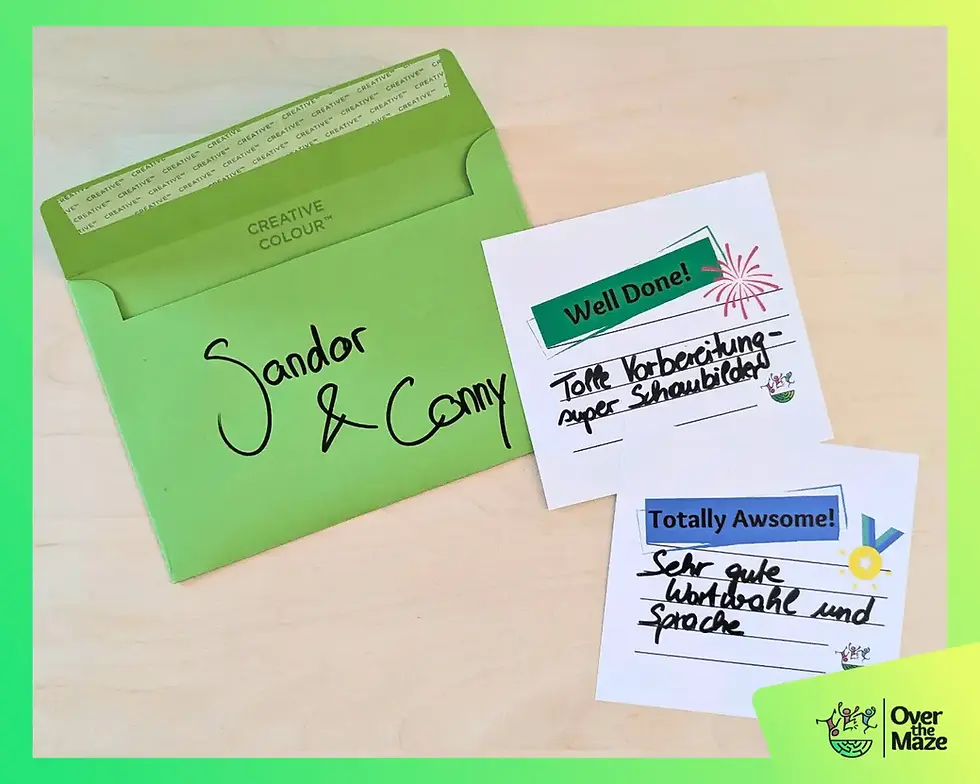 CREATIVE
COLOUR™
Sandor
& Conny
Well Done!
Tolle Vorbereitung-
super Schaubilder
Totally Awsome!
Sehr gute
Wortwahl und
Sprache
Over
the
Maze